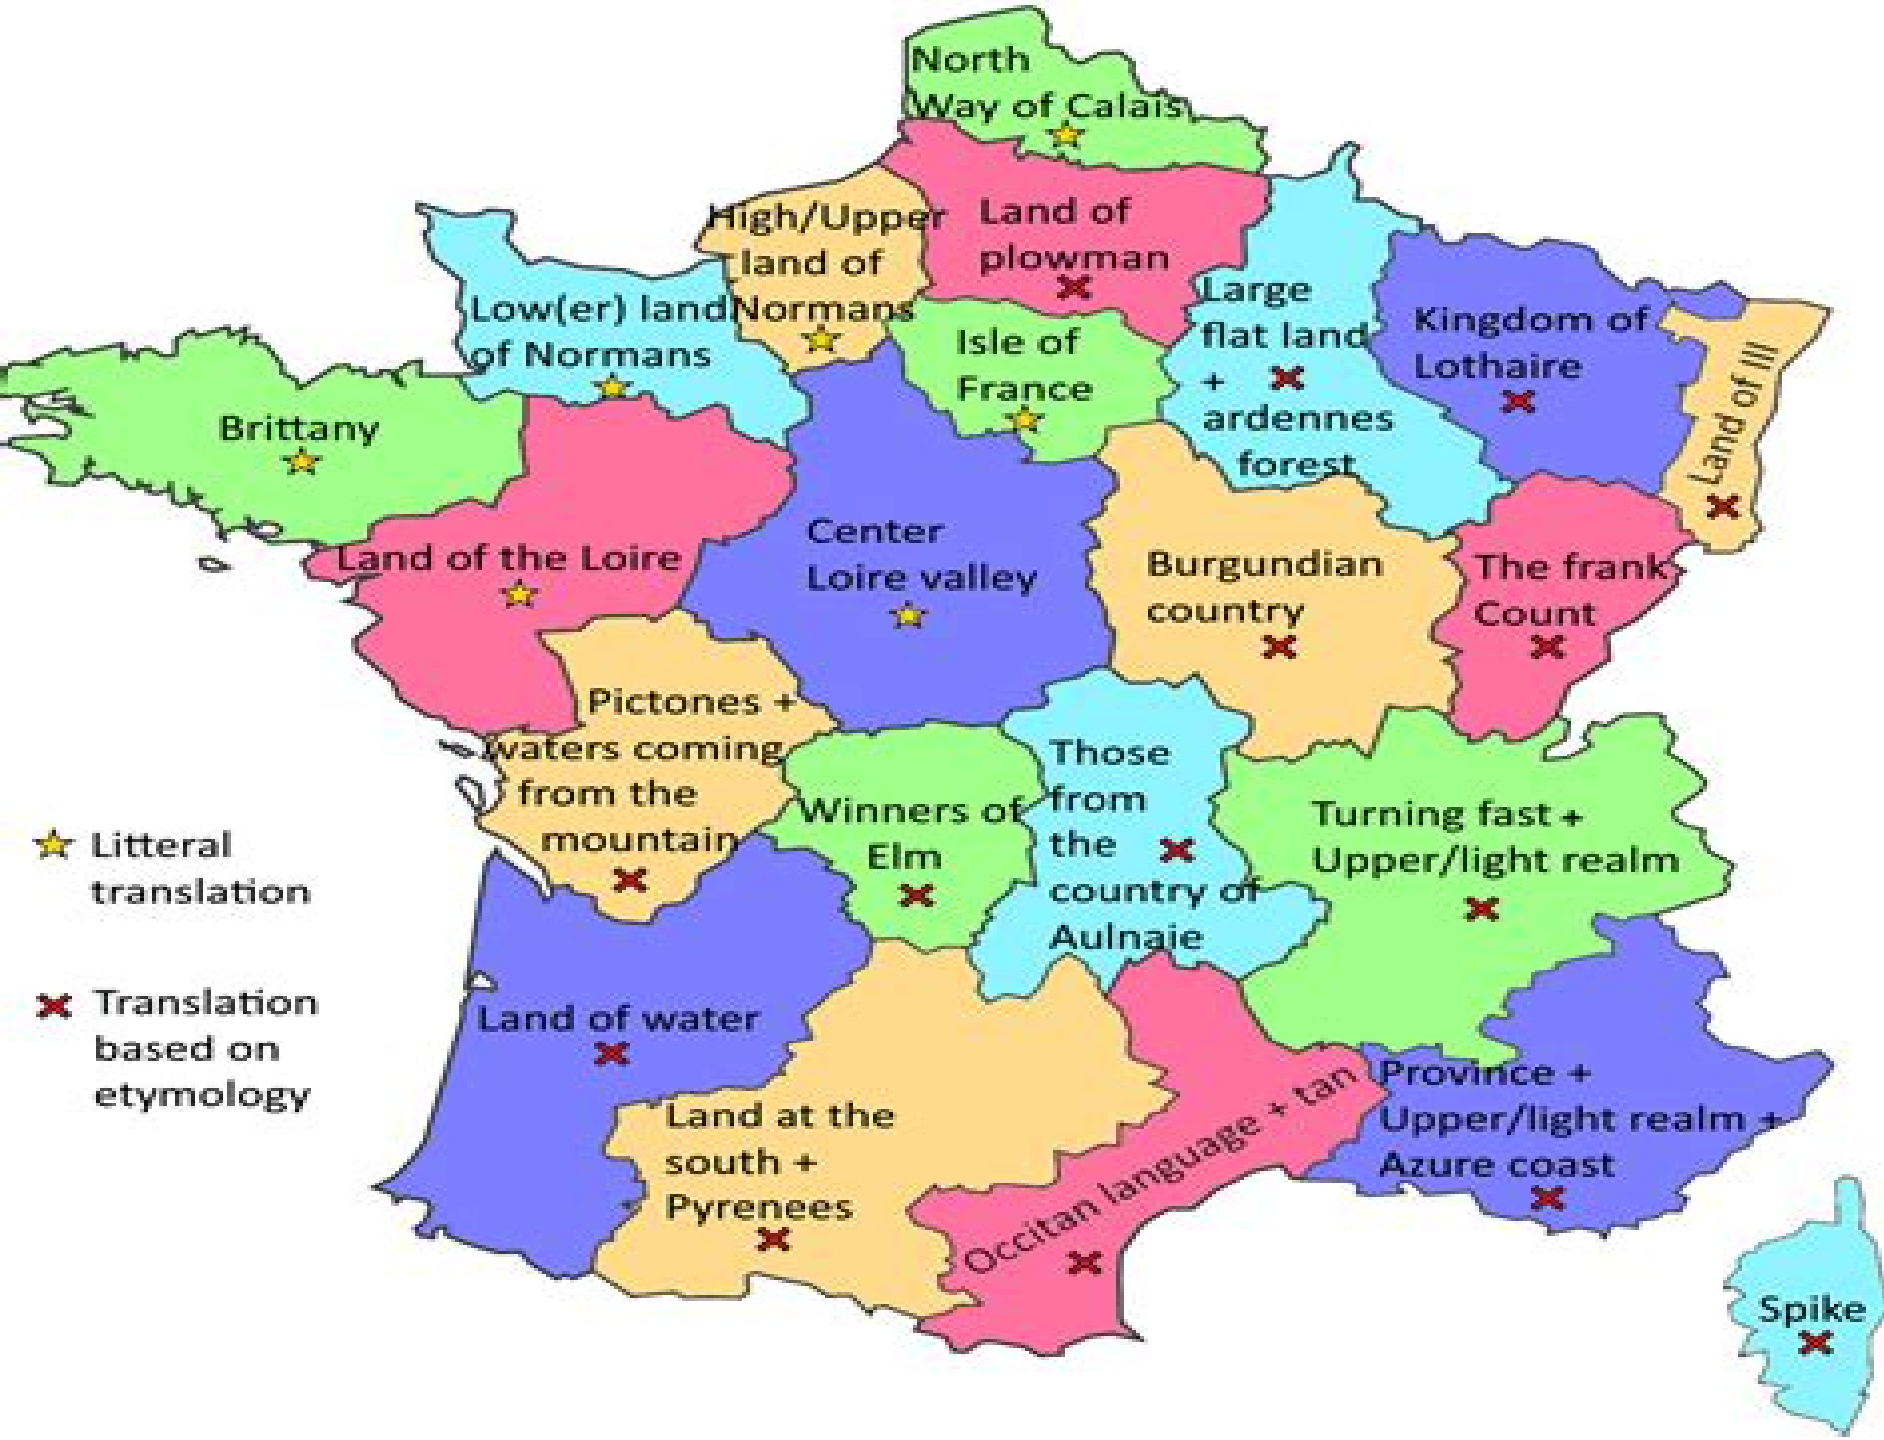 North
Way of Calais
Land of
plowman
High/Upper
land of
Normans
Low(er) land
of Normans
Isle of
France
Large
flat land
+
ardennes
forest
Kingdom of
Lothaire
Land of Ill
Brittany
Land of the Loire
Center
Loire valley
Burgundian
country
The frank
Count
Pictones +
waters coming
from the
mountain
Winners of
Elm
Those
from
the
country of
Aulnaie
Turning fast +
Upper/light realm
Land of water
Land at the
south +
Pyrenees
Occitan language + tan
Province +
Upper/light realm +
Azure coast
Spike
Litteral
translation
Translation
based on
etymology